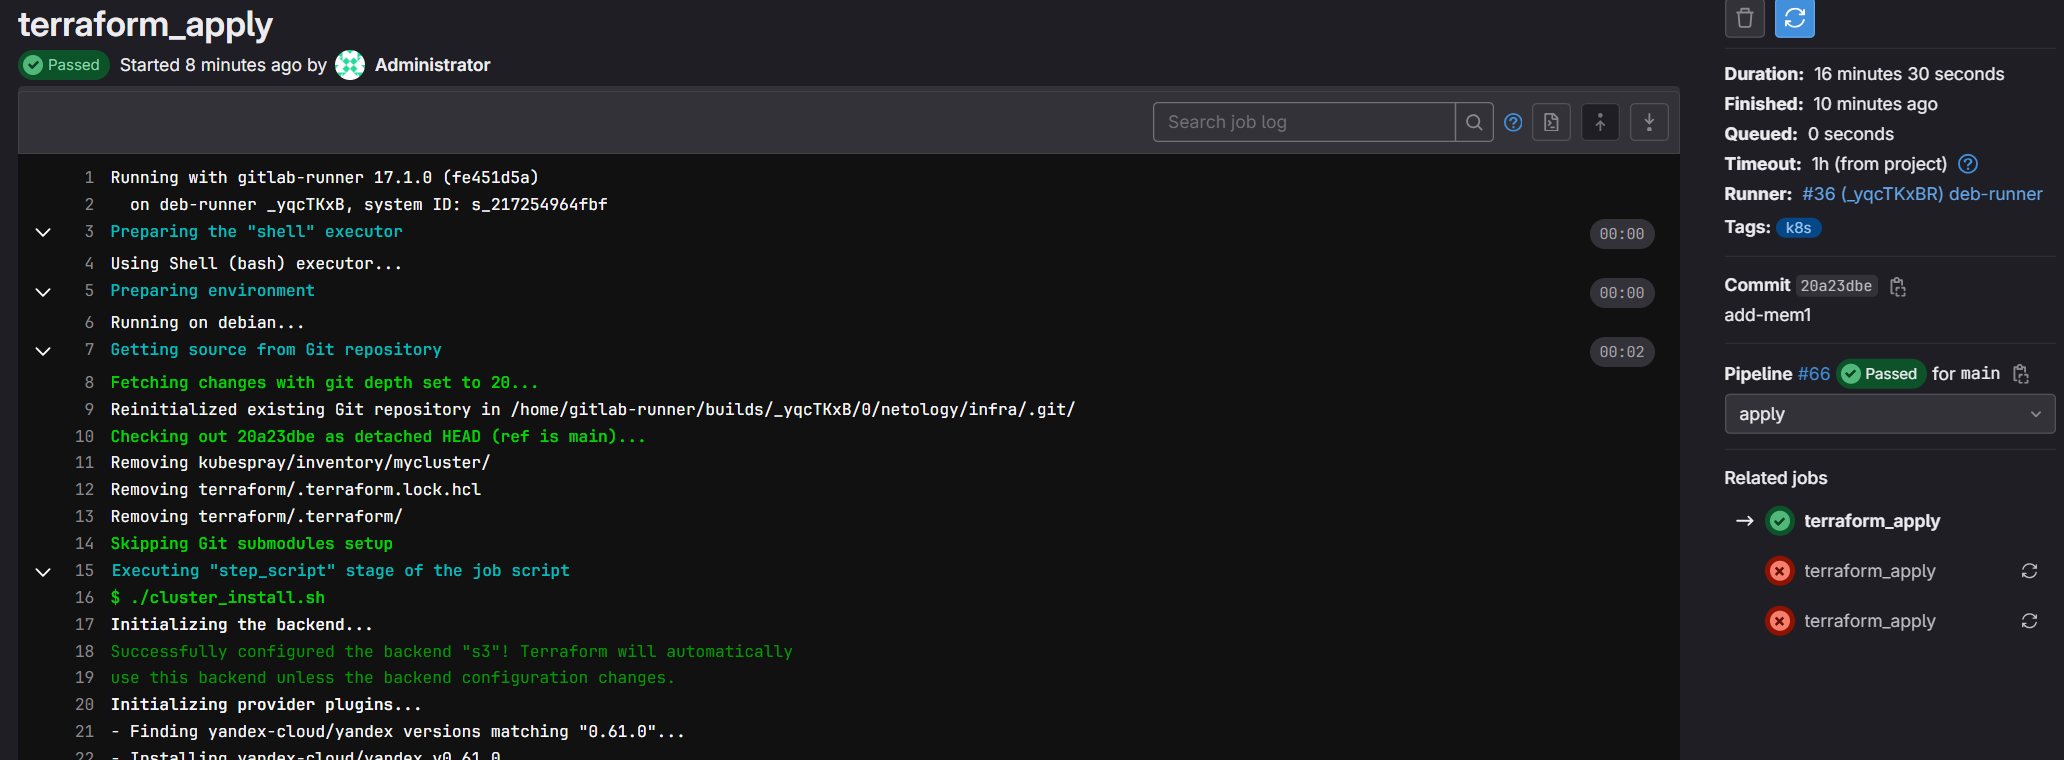 terraform_apply
Passed Started 8 minutes ago by Administrator
Search job log
1 Running with gitlab-runner 17.1.0 (fe451d5a)
2 on deb-runner _yqcTKxB, system ID: s_217254964fbf
3 Preparing the "shell" executor 00:00
4 Using Shell (bash) executor...
5 Preparing environment 00:00
6 Running on debian...
7 Getting source from Git repository 00:02
8 Fetching changes with git depth set to 20...
9 Reinitialized existing Git repository in /home/gitlab-runner/builds/_yqcTKxB/0/netology/infra/.git/
10 Checking out 20a23dbe as detached HEAD (ref is main)...
11 Removing kubespray/inventory/mycluster/
12 Removing terraform/.terraform.lock.hcl
13 Removing terraform/.terraform/
14 Skipping Git submodules setup
15 Executing "step_script" stage of the job script
16 $ ./cluster_install.sh
17 Initializing the backend...
18 Successfully configured the backend "s3"! Terraform will automatically
19 use this backend unless the backend configuration changes.
20 Initializing provider plugins...
21 - Finding yandex-cloud/yandex versions matching "0.61.0"...
22 - Installing yandex-cloud/yandex v0.61.0
Duration: 16 minutes 30 seconds
Finished: 10 minutes ago
Queued: 0 seconds
Timeout: 1h (from project)
Runner: #36 (_yqcTKxBR) deb-runner
Tags: k8s
Commit 20a23dbe
add-mem1
Pipeline #66 Passed for main
apply
Related jobs
terraform_apply
terraform_apply
terraform_apply